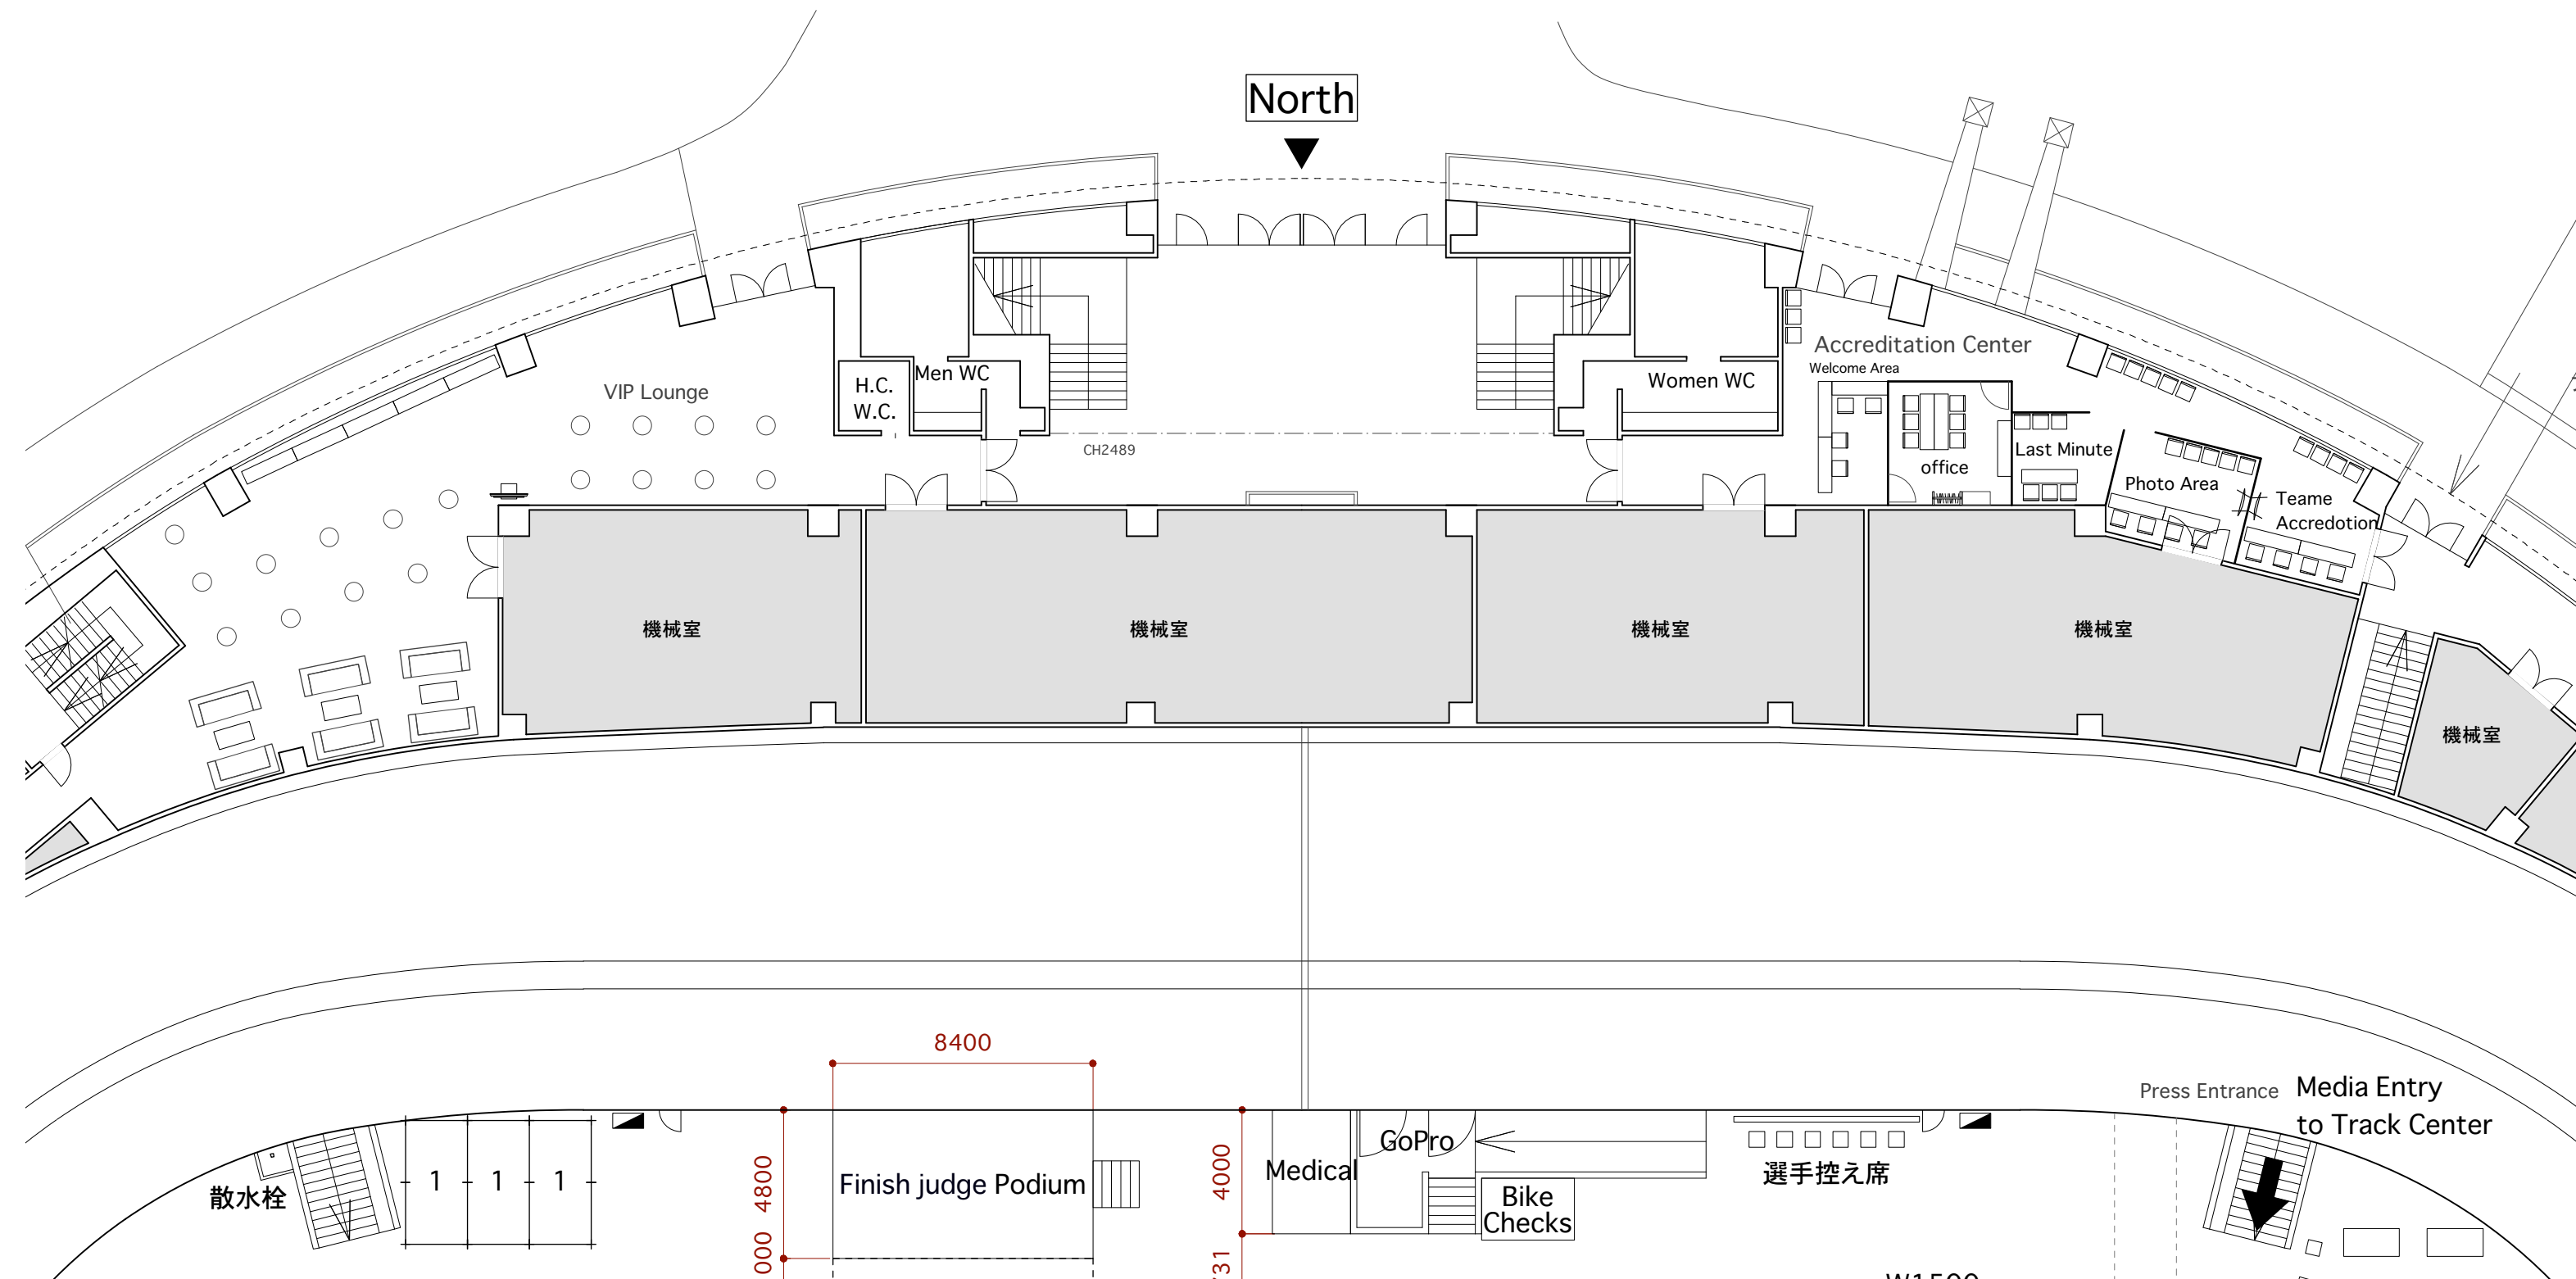 North
Accreditation Center
Welcome Area
VIP Lounge
H.C.
W.C.
Men WC
Women WC
CH2489
office
Last Minute
Photo Area
Teame
Accredotion
機械室
機械室
機械室
機械室
機械室
8400
Press Entrance
Media Entry
to Track Center
散水栓
1
1
1
4800
Finish judge Podium
4000
Medical
GoPro
Bike
Checks
選手控え席